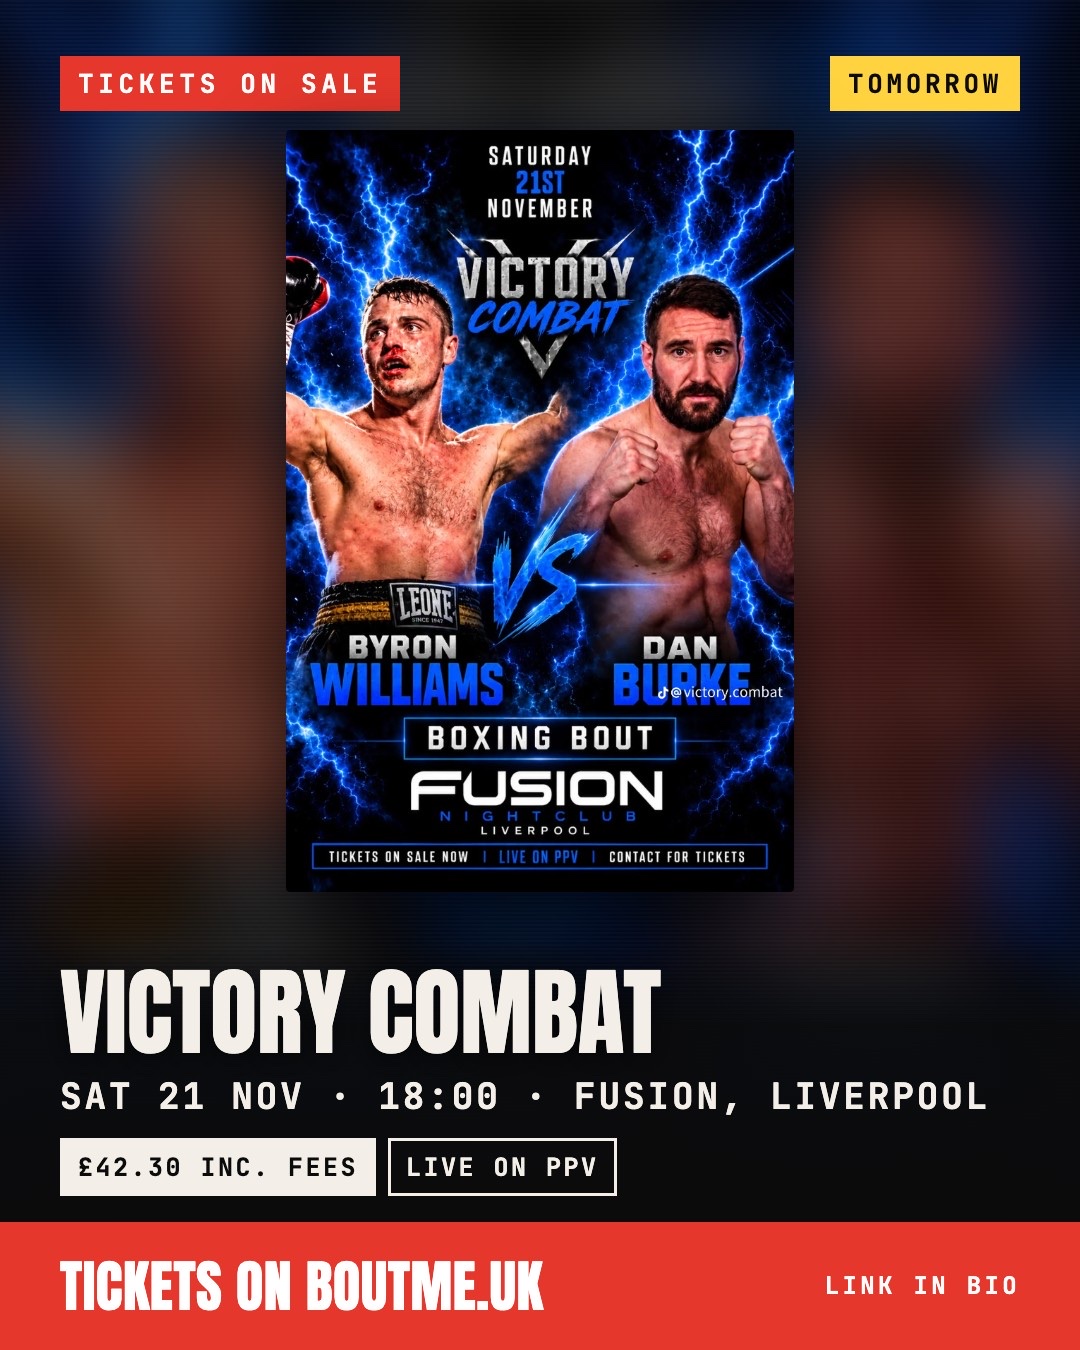 TICKETS ON SALE
TOMORROW
SATURDAY
21ST
NOVEMBER
VICTORY
COMBAT
LEONE
SINCE 1947
VS
BYRON
WILLIAMS
DAN
BURKE
@victory.combat
BOXING BOUT
FUSION
NIGHTCLUB
LIVERPOOL
TICKETS ON SALE NOW | LIVE ON PPV | CONTACT FOR TICKETS
VICTORY COMBAT
SAT 21 NOV · 18:00 · FUSION, LIVERPOOL
£42.30 INC. FEES
LIVE ON PPV
TICKETS ON BOUTME.UK
LINK IN BIO